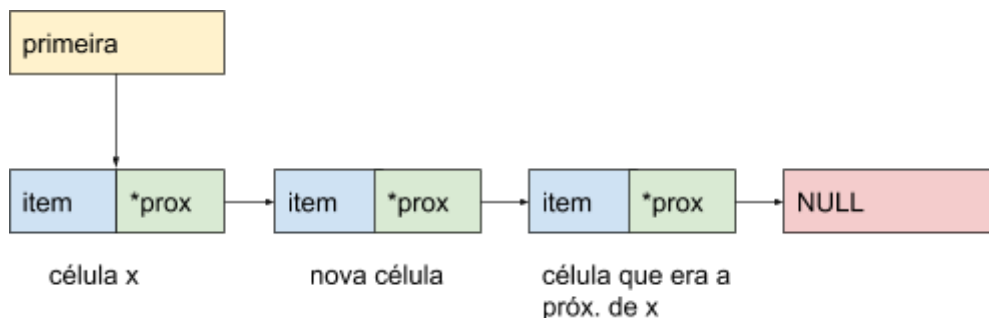 primeira
item *prox item *prox item *prox NULL
célula x nova célula célula que era a
próx. de x